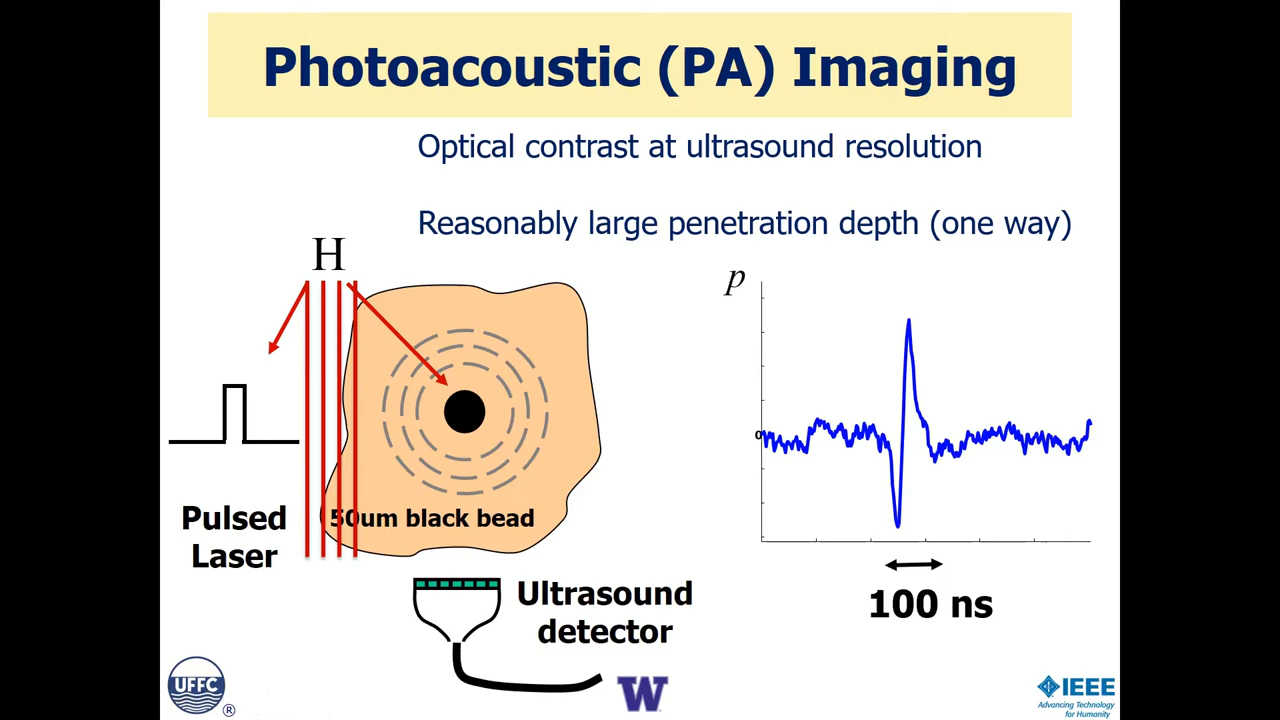 Photoacoustic (PA) Imaging
Optical contrast at ultrasound resolution
Reasonably large penetration depth (one way)
H
p
0
50um black bead
Pulsed
Laser
Ultrasound
detector
100 ns
UFFC
®
W
IEEE
Advancing Technology
for Humanity